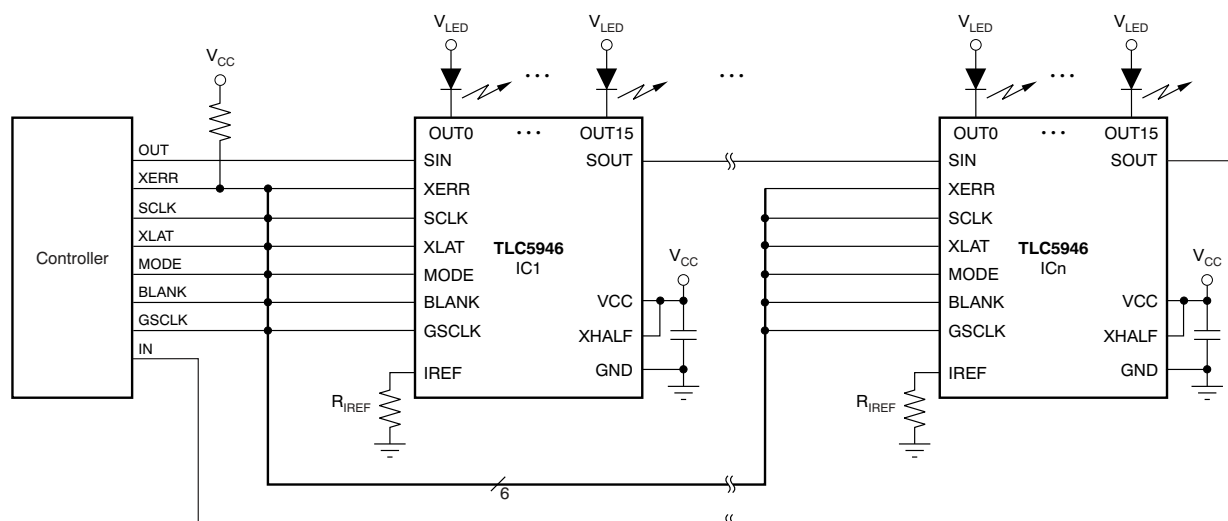 V_LED V_LED V_LED V_LED
V_CC
OUT0 ... OUT15 ... OUT0 ... OUT15
OUT SIN SOUT SIN SOUT
XERR XERR XERR
SCLK SCLK SCLK
XLAT XLAT XLAT
Controller
TLC5946
IC1
TLC5946
ICn
V_CC V_CC
MODE MODE MODE
BLANK BLANK VCC BLANK VCC
GSCLK GSCLK XHALF GSCLK XHALF
IN
IREF GND IREF GND
R_IREF R_IREF
6